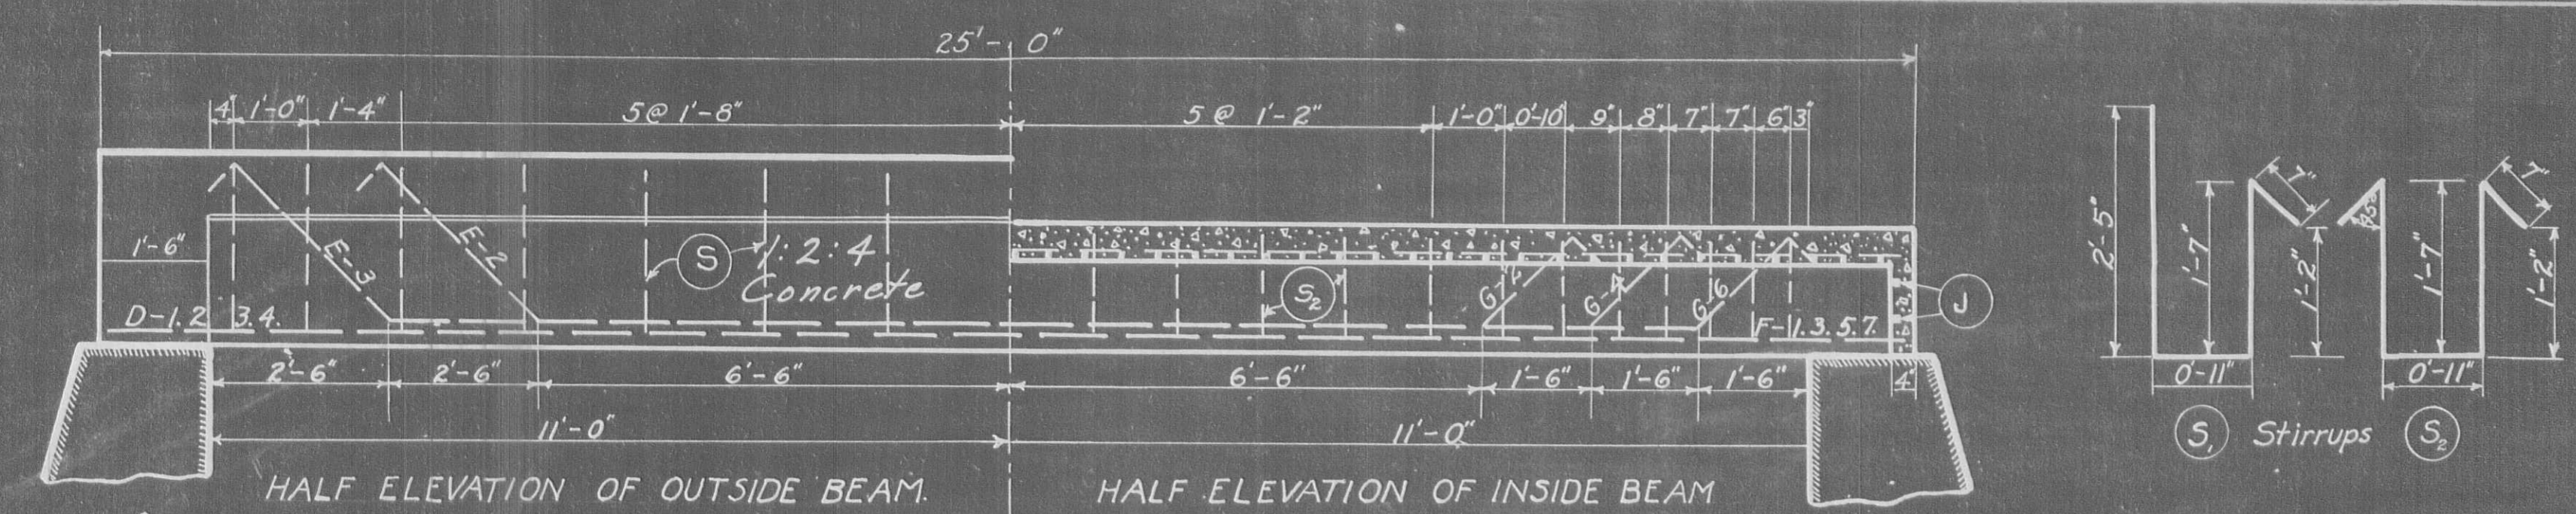 25'-0"
4" 1'-0" 1'-4" 5@ 1'-8" 5@ 1'-2" 1'-0" 0'-10" 9" 8" 7" 7" 6" 3"
1'-6"
E-3 E-2
S
1:2:4
Concrete
D-1.2 3.4.
S2
G-6
F-1.3.5.7.
J
2'-6" 2'-6" 6'-6" 6'-6" 1'-6" 1'-6" 1'-6" 4"
11'-0" 11'-0"
HALF ELEVATION OF OUTSIDE BEAM.
HALF ELEVATION OF INSIDE BEAM
2'-5" 1'-7" 7" 1'-2" 45° 1'-7" 7" 1'-2"
0'-11" 0'-11"
S1 Stirrups S2